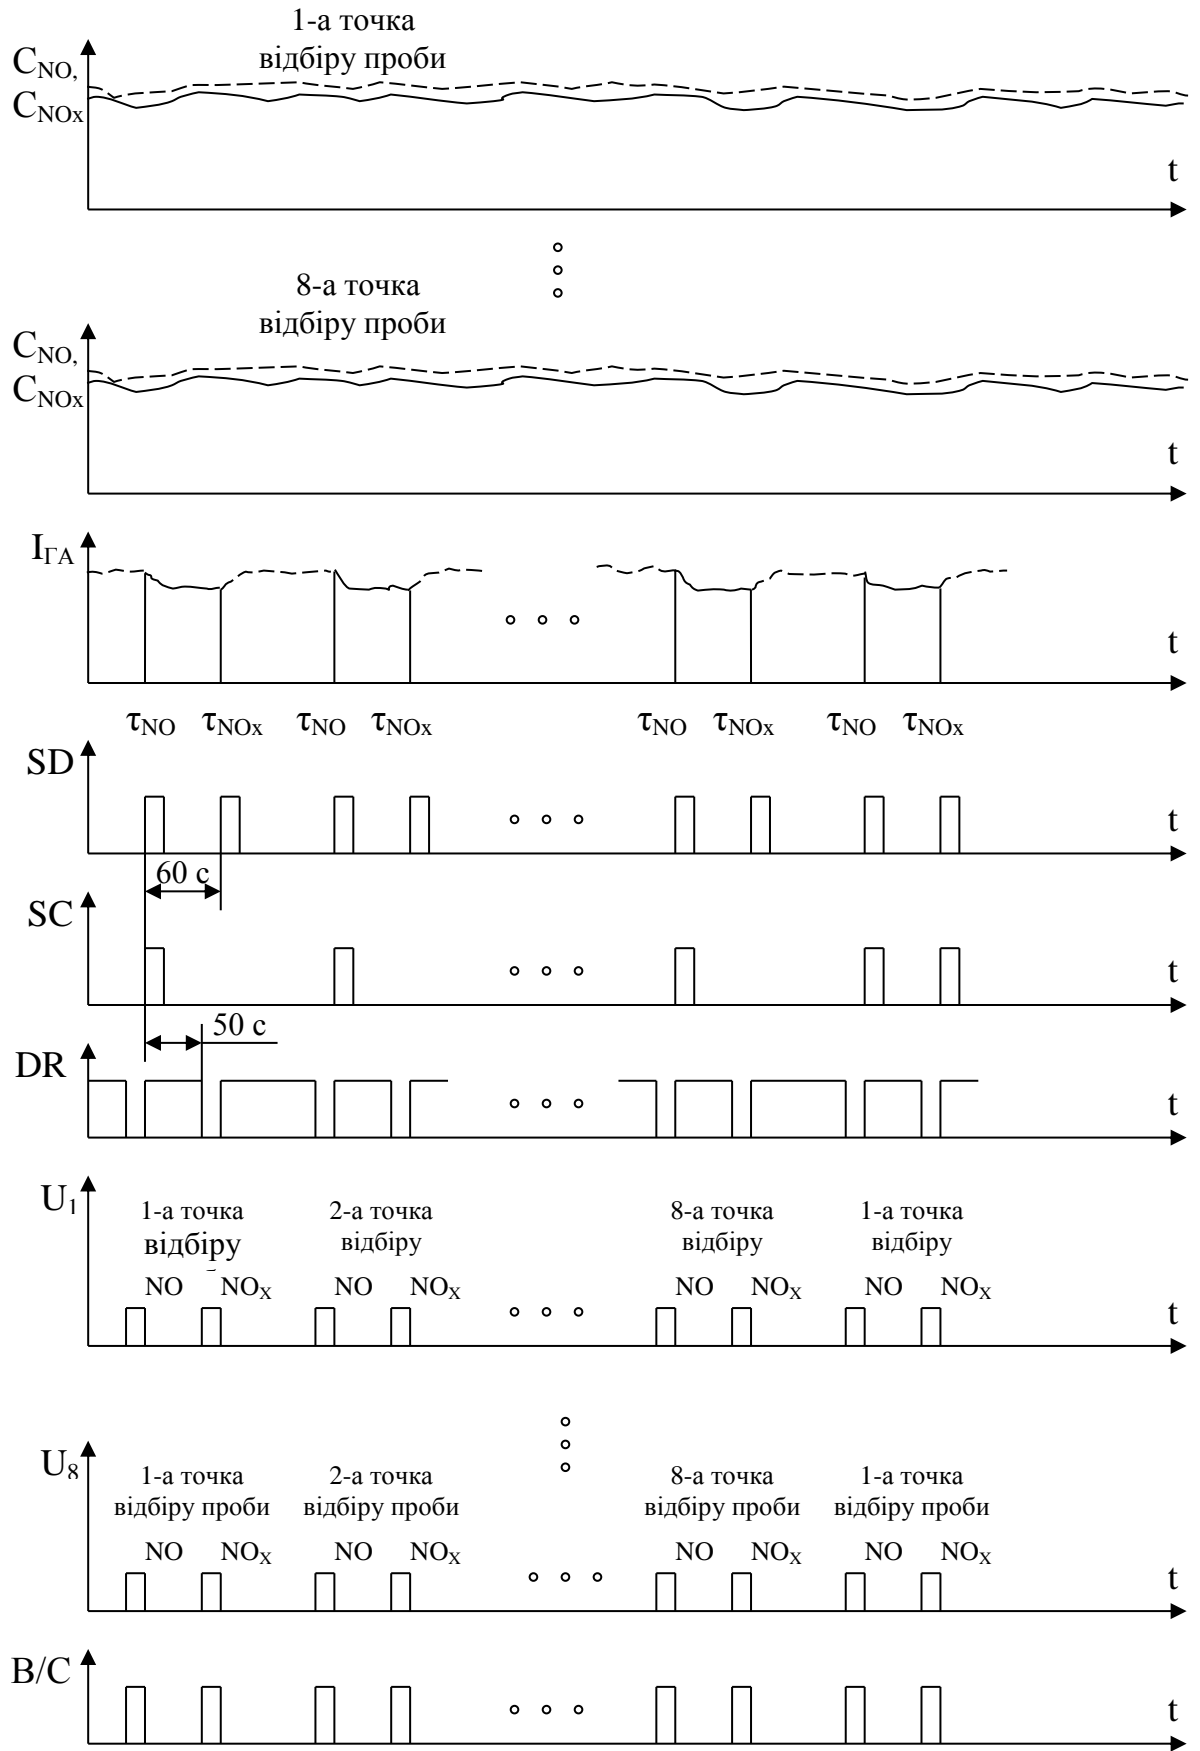 1-а точка
відбіру проби
C_NO,
C_NOx
t
8-а точка
відбіру проби
C_NO,
C_NOx
t
I_ГА
t
τ_NO τ_NOx τ_NO τ_NOx τ_NO τ_NOx τ_NO τ_NOx
SD
t
60 с
SC
t
50 с
DR
t
U_1
1-а точка 2-а точка 8-а точка 1-а точка
відбіру відбіру відбіру відбіру
NO NO_X NO NO_X NO NO_X NO NO_X
t
U_8
1-а точка 2-а точка 8-а точка 1-а точка
відбіру проби відбіру проби відбіру проби відбіру проби
NO NO_X NO NO_X NO NO_X NO NO_X
t
B/C
t